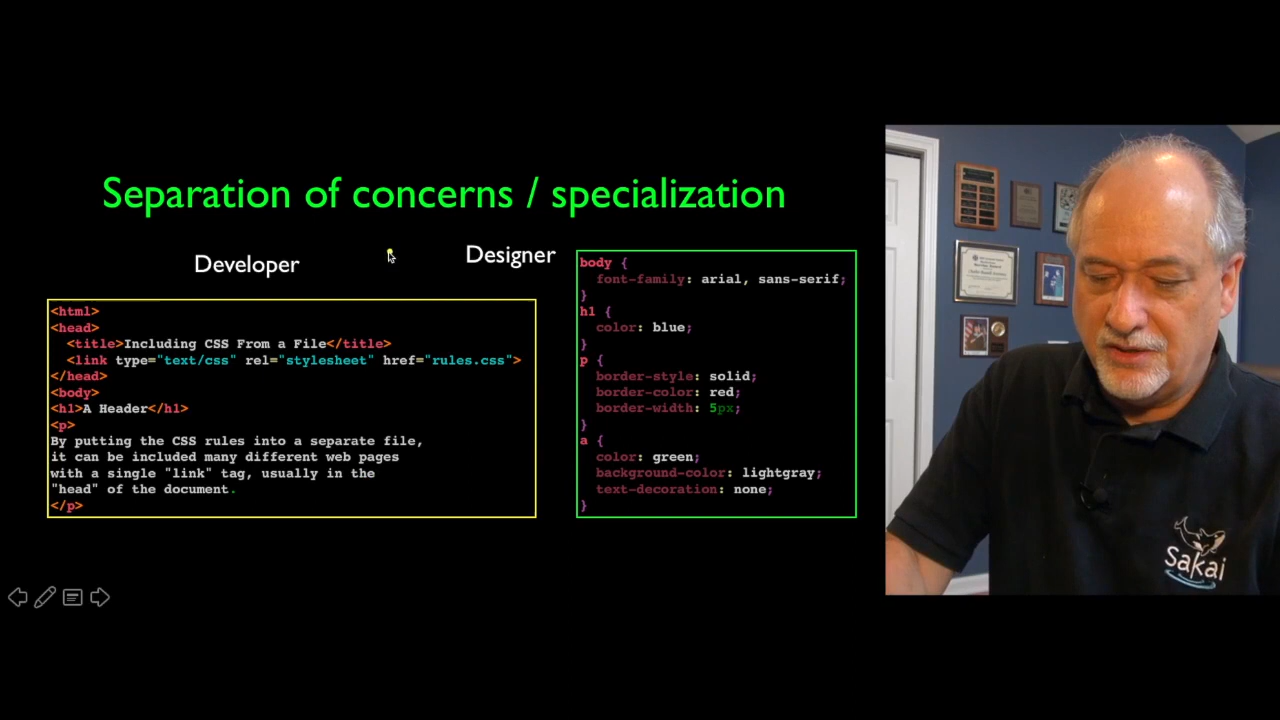 Separation of concerns / specialization
Developer
Designer
<html>
<head>
  <title>Including CSS From a File</title>
  <link type="text/css" rel="stylesheet" href="rules.css">
</head>
<body>
<h1>A Header</h1>
<p>
By putting the CSS rules into a separate file,
it can be included many different web pages
with a single "link" tag, usually in the
"head" of the document.
</p>
body {
  font-family: arial, sans-serif;
}
h1 {
  color: blue;
}
p {
  border-style: solid;
  border-color: red;
  border-width: 5px;
}
a {
  color: green;
  background-color: lightgray;
  text-decoration: none;
}
sakai